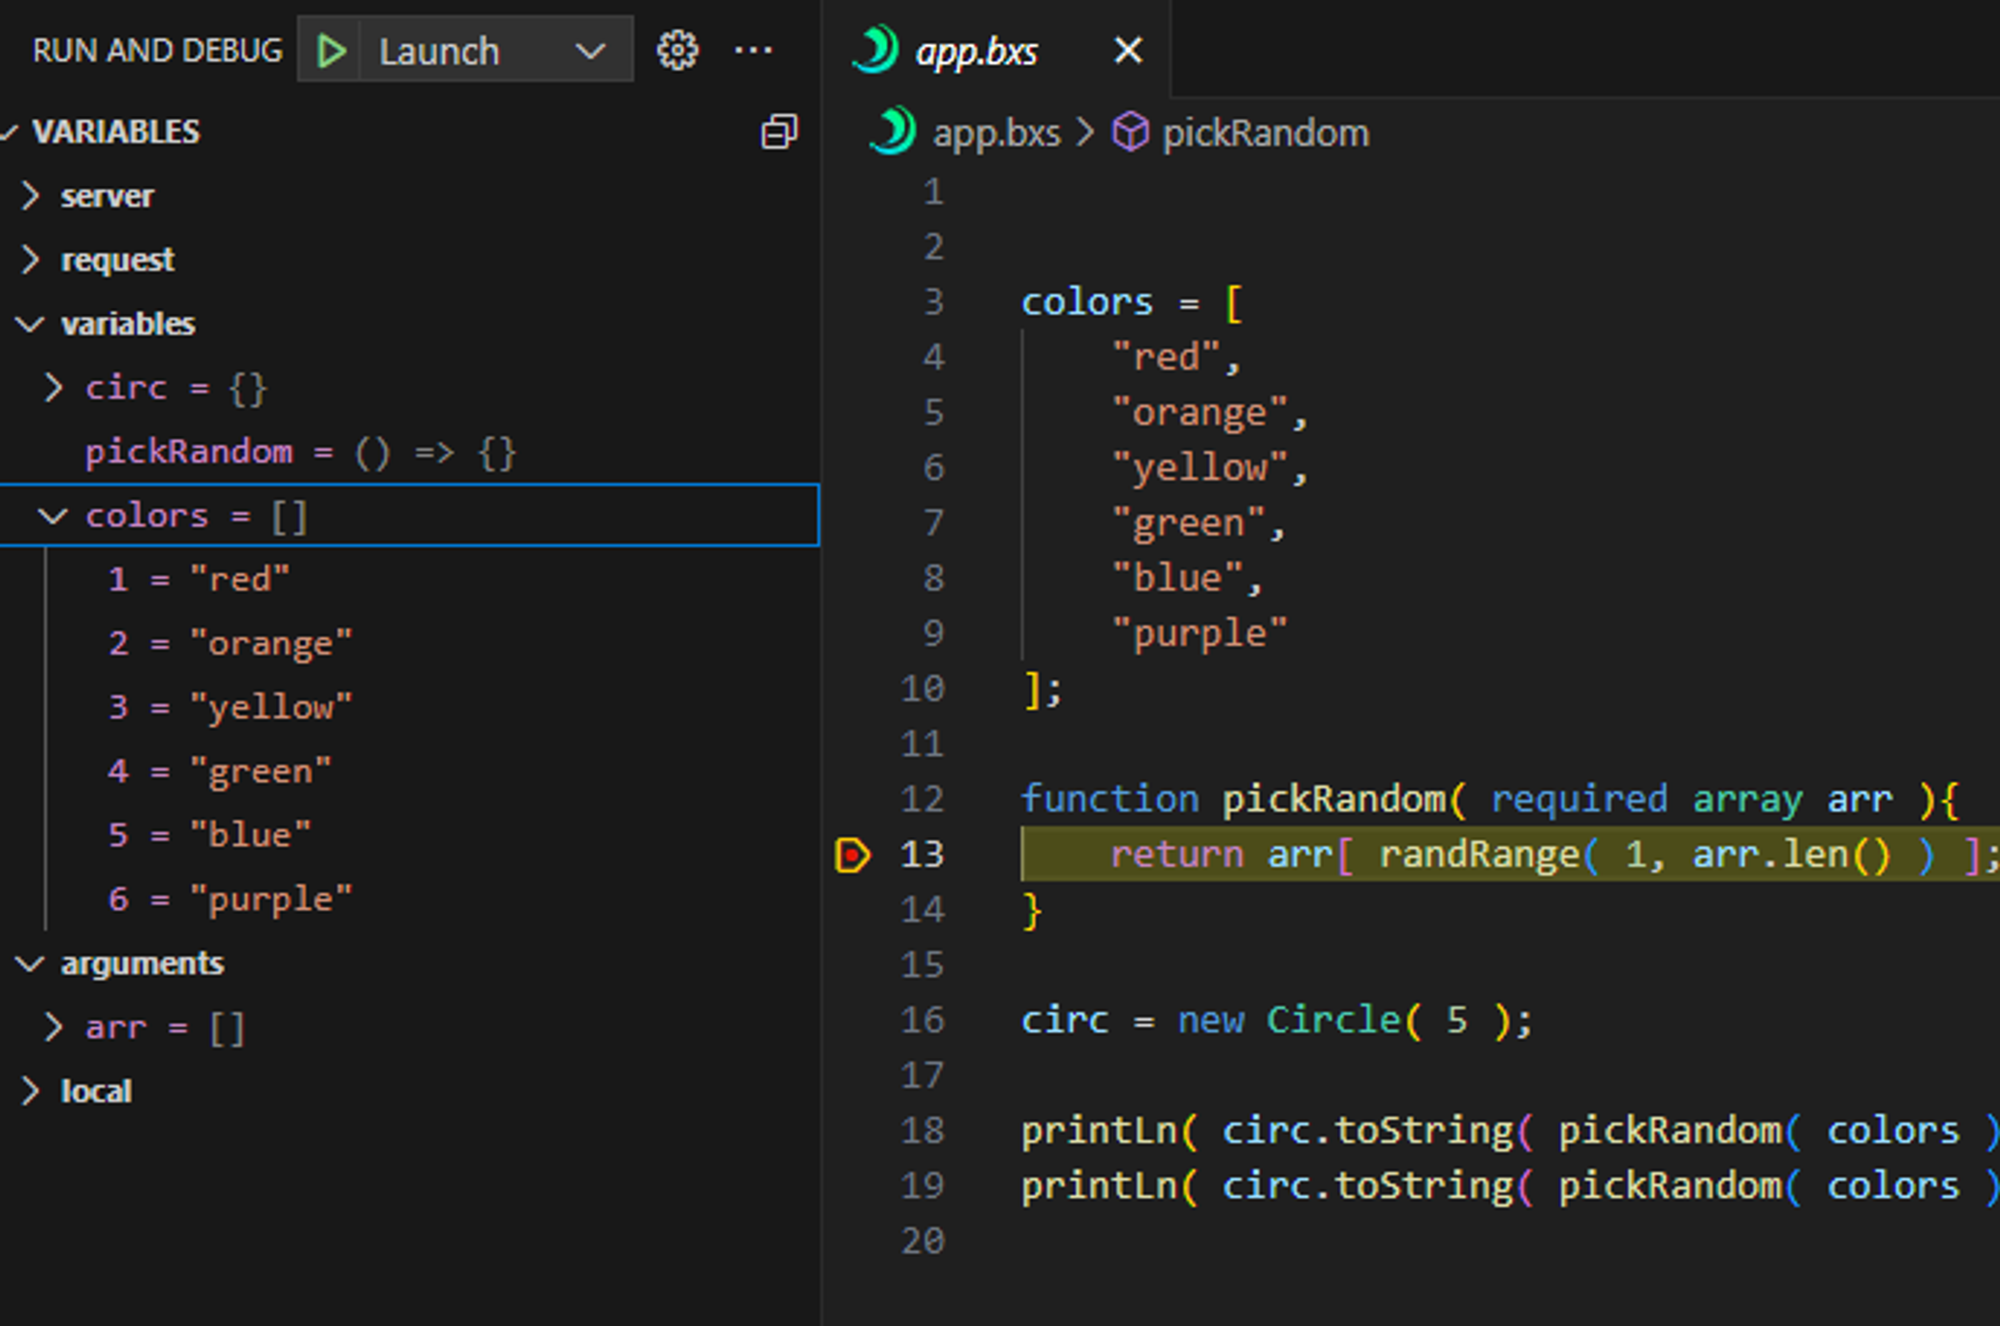 RUN AND DEBUG Launch
VARIABLES
server
request
variables
circ = {}
pickRandom = () => {}
colors = []
1 = "red"
2 = "orange"
3 = "yellow"
4 = "green"
5 = "blue"
6 = "purple"
arguments
arr = []
local
app.bxs
app.bxs > pickRandom
1
2
3 colors = [
4 "red",
5 "orange",
6 "yellow",
7 "green",
8 "blue",
9 "purple"
10 ];
11
12 function pickRandom( required array arr ){
13 return arr[ randRange( 1, arr.len() ) ];
14 }
15
16 circ = new Circle( 5 );
17
18 printLn( circ.toString( pickRandom( colors )
19 printLn( circ.toString( pickRandom( colors )
20